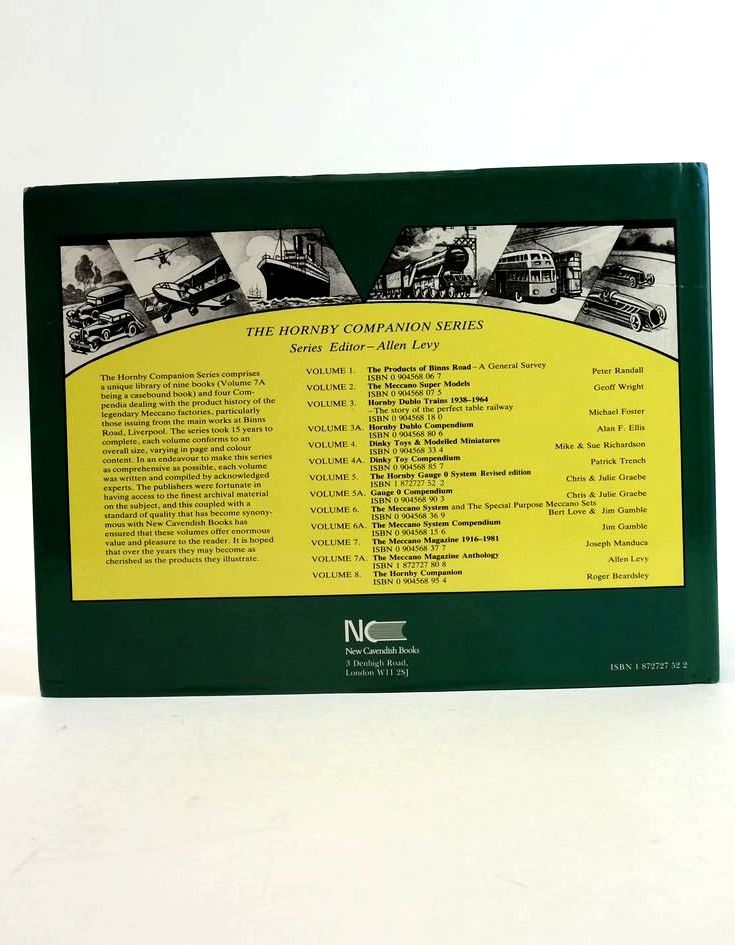 THE HORNBY COMPANION SERIES
Series Editor–Allen Levy
The Hornby Companion Series comprises
a unique library of nine books (Volume 7A
being a casebound book) and four Com-
pendia dealing with the product history of the
legendary Meccano factories, particularly
those issuing from the main works at Binns
Road, Liverpool. The series took 15 years to
complete, each volume conforms to an
overall size, varying in page and colour
content. In an endeavour to make this series
as comprehensive as possible, each volume
was written and compiled by acknowledged
experts. The publishers were fortunate in
having access to the finest archival material
on the subject, and this coupled with a
standard of quality that has become synony-
mous with New Cavendish Books has
ensured that these volumes offer enormous
value and pleasure to the reader. It is hoped
that over the years they may become as
cherished as the products they illustrate.
VOLUME 1. The Products of Binns Road–A General Survey Peter Randall
ISBN 0 904568 06 7
VOLUME 2. The Meccano Super Models Geoff Wright
ISBN 0 904568 07 5
VOLUME 3. Hornby Dublo Trains 1938–1964
–The story of the perfect table railway Michael Foster
ISBN 0 904568 18 0
VOLUME 3A. Hornby Dublo Compendium Alan F. Ellis
ISBN 0 904568 80 6
VOLUME 4. Dinky Toys & Modelled Miniatures Mike & Sue Richardson
ISBN 0 904568 33 4
VOLUME 4A. Dinky Toy Compendium Patrick Trench
ISBN 0 904568 85 7
VOLUME 5. The Hornby Gauge 0 System Revised edition Chris & Julie Graebe
ISBN 1 872727 52 2
VOLUME 5A. Gauge 0 Compendium Chris & Julie Graebe
ISBN 0 904568 90 3
VOLUME 6. The Meccano System and The Special Purpose Meccano Sets
ISBN 0 904568 36 9 Bert Love & Jim Gamble
VOLUME 6A. The Meccano System Compendium Jim Gamble
ISBN 0 904568 15 6
VOLUME 7. The Meccano Magazine 1916–1981 Joseph Manduca
ISBN 0 904568 37 7
VOLUME 7A. The Meccano Magazine Anthology Allen Levy
ISBN 1 872727 80 8
VOLUME 8. The Hornby Companion Roger Beardsley
ISBN 0 904568 95 4
NC
New Cavendish Books
3 Denbigh Road,
London W11 2SJ
ISBN 1 872727 52 2